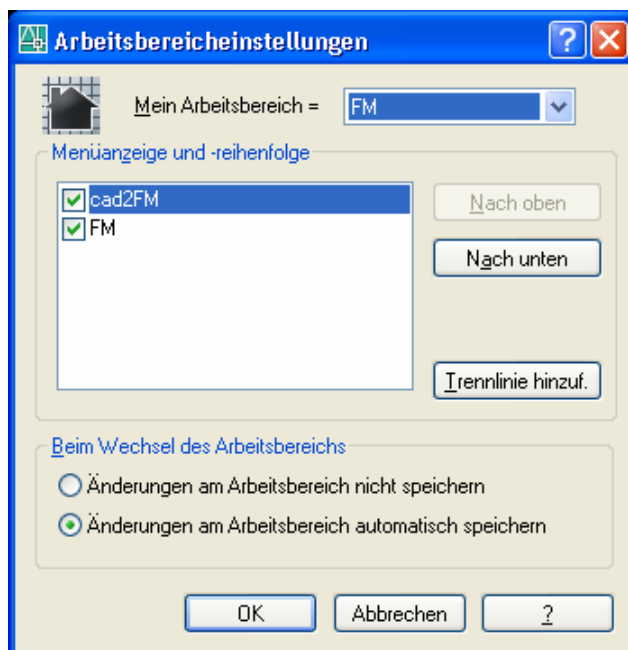 Arbeitsbereicheinstellungen
Mein Arbeitsbereich =
FM
Menüanzeige und -reihenfolge
cad2FM
FM
Nach oben
Nach unten
Trennlinie hinzuf.
Beim Wechsel des Arbeitsbereichs
Änderungen am Arbeitsbereich nicht speichern
Änderungen am Arbeitsbereich automatisch speichern
OK
Abbrechen
?